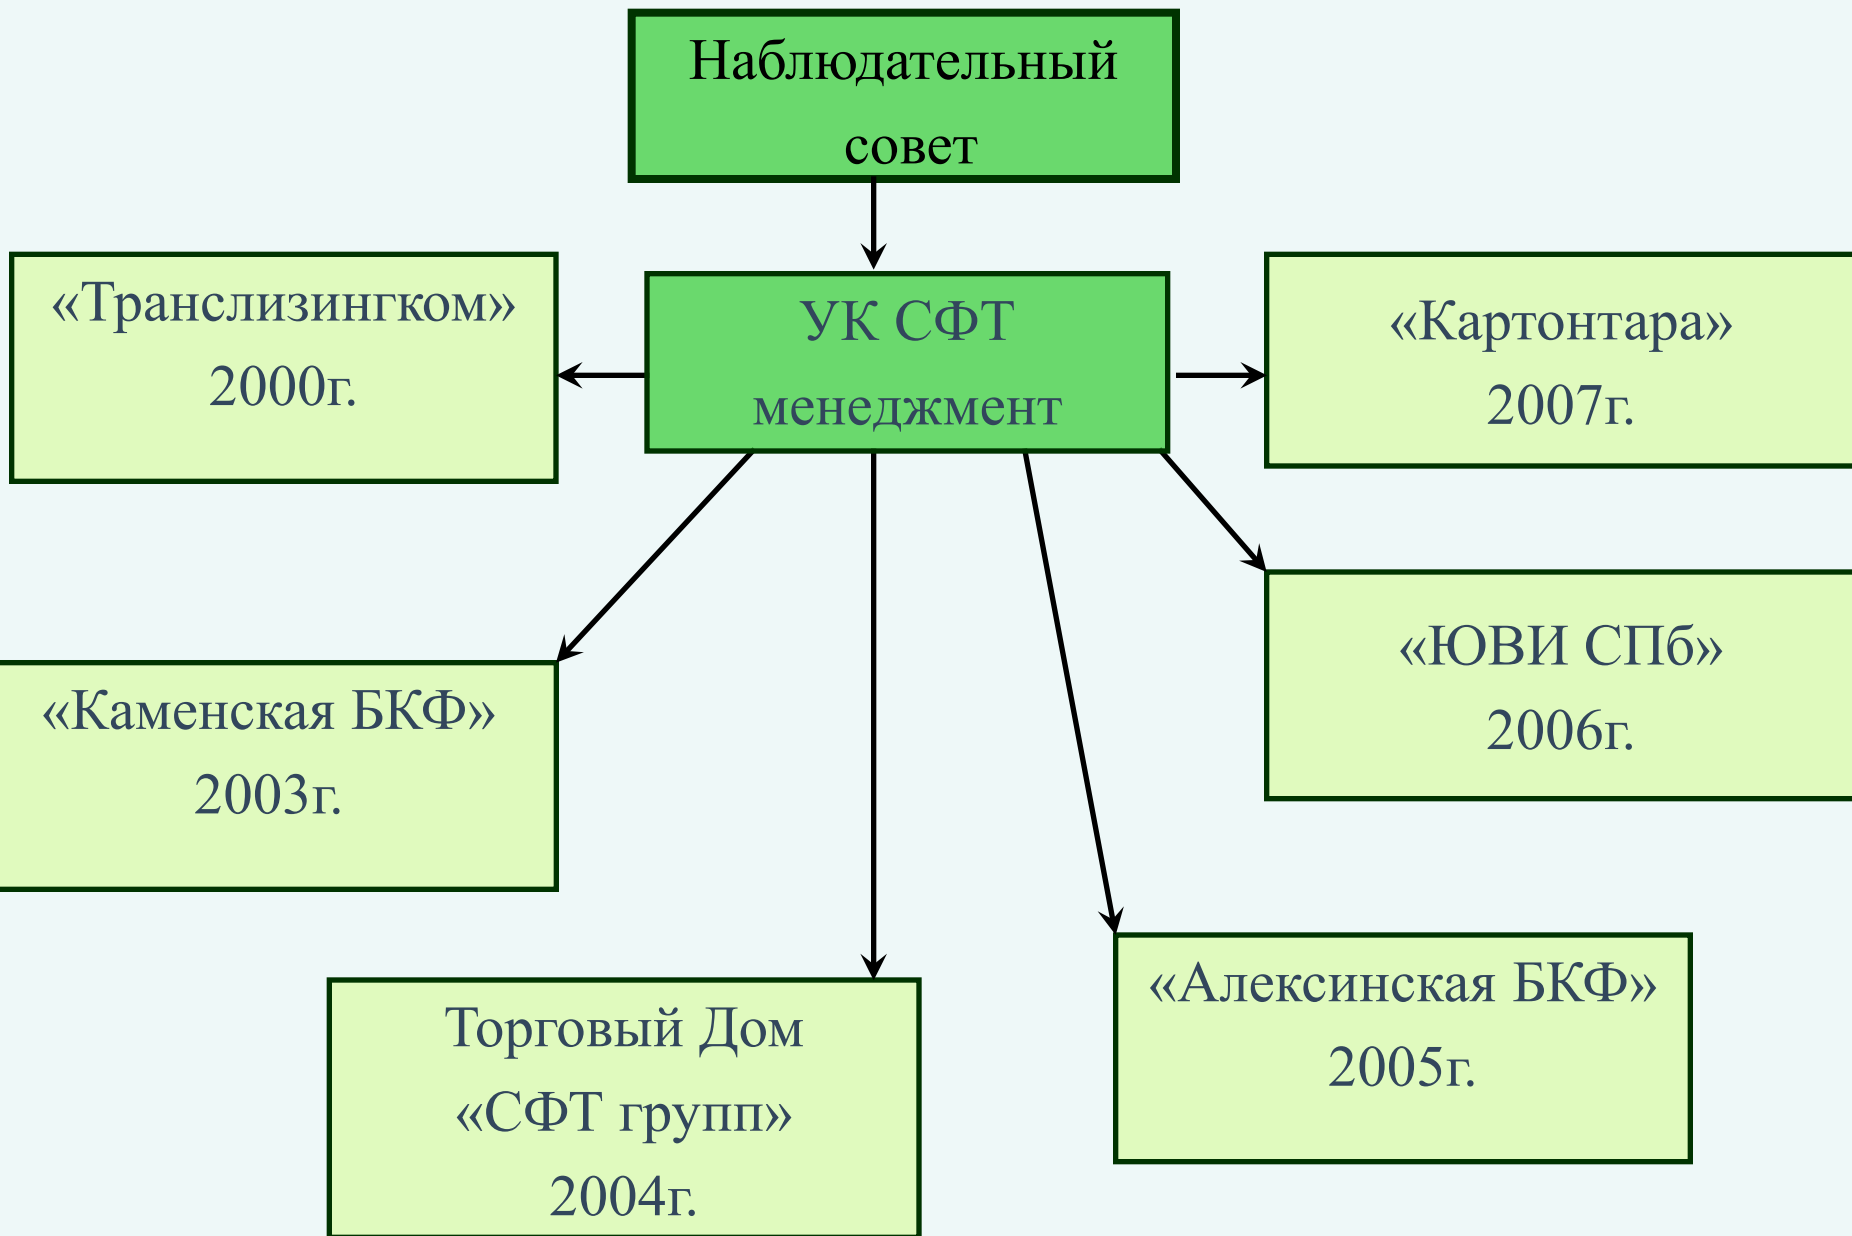 Наблюдательный
совет
«Транслизингком»
2000г.
УК СФТ
менеджмент
«Картонтара»
2007г.
«Каменская БКФ»
2003г.
«ЮВИ СПб»
2006г.
Торговый Дом
«СФТ групп»
2004г.
«Алексинская БКФ»
2005г.